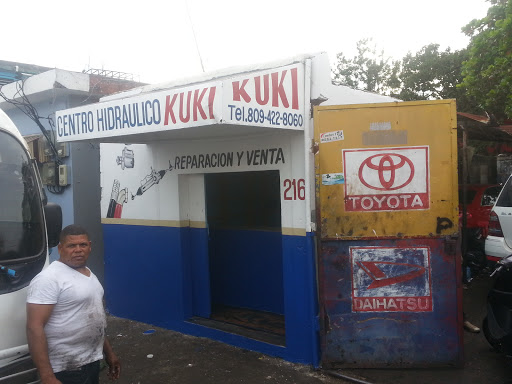 CENTRO HIDRAULICO KUKI
KUKI
Tel.809-422-8060
REPARACION Y VENTA
216
TOYOTA
P
DAIHATSU